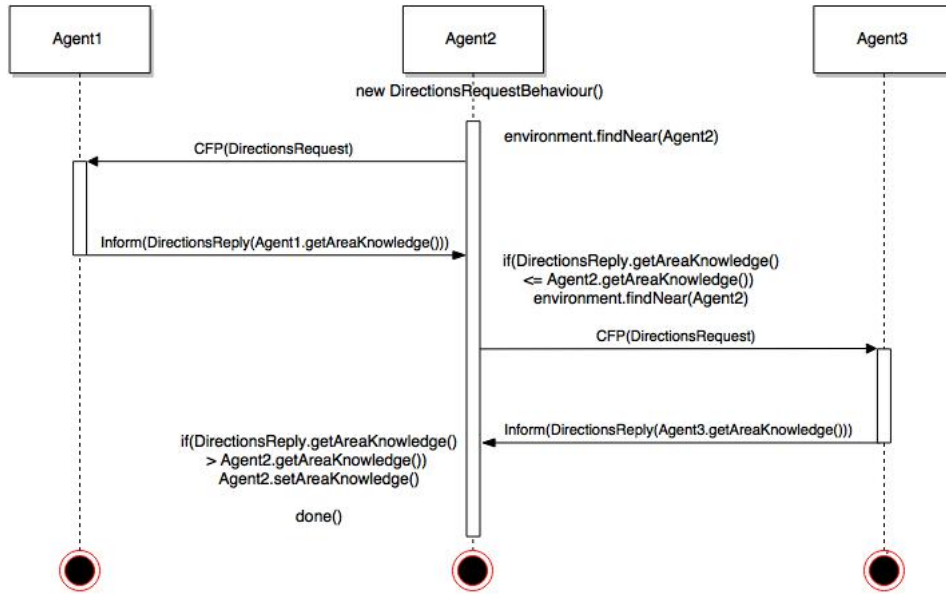 Agent1
Agent2
Agent3
new DirectionsRequestBehaviour()
environment.findNear(Agent2)
CFP(DirectionsRequest)
Inform(DirectionsReply(Agent1.getAreaKnowledge()))
if(DirectionsReply.getAreaKnowledge()
<= Agent2.getAreaKnowledge())
environment.findNear(Agent2)
CFP(DirectionsRequest)
Inform(DirectionsReply(Agent3.getAreaKnowledge()))
if(DirectionsReply.getAreaKnowledge()
> Agent2.getAreaKnowledge())
Agent2.setAreaKnowledge()
done()